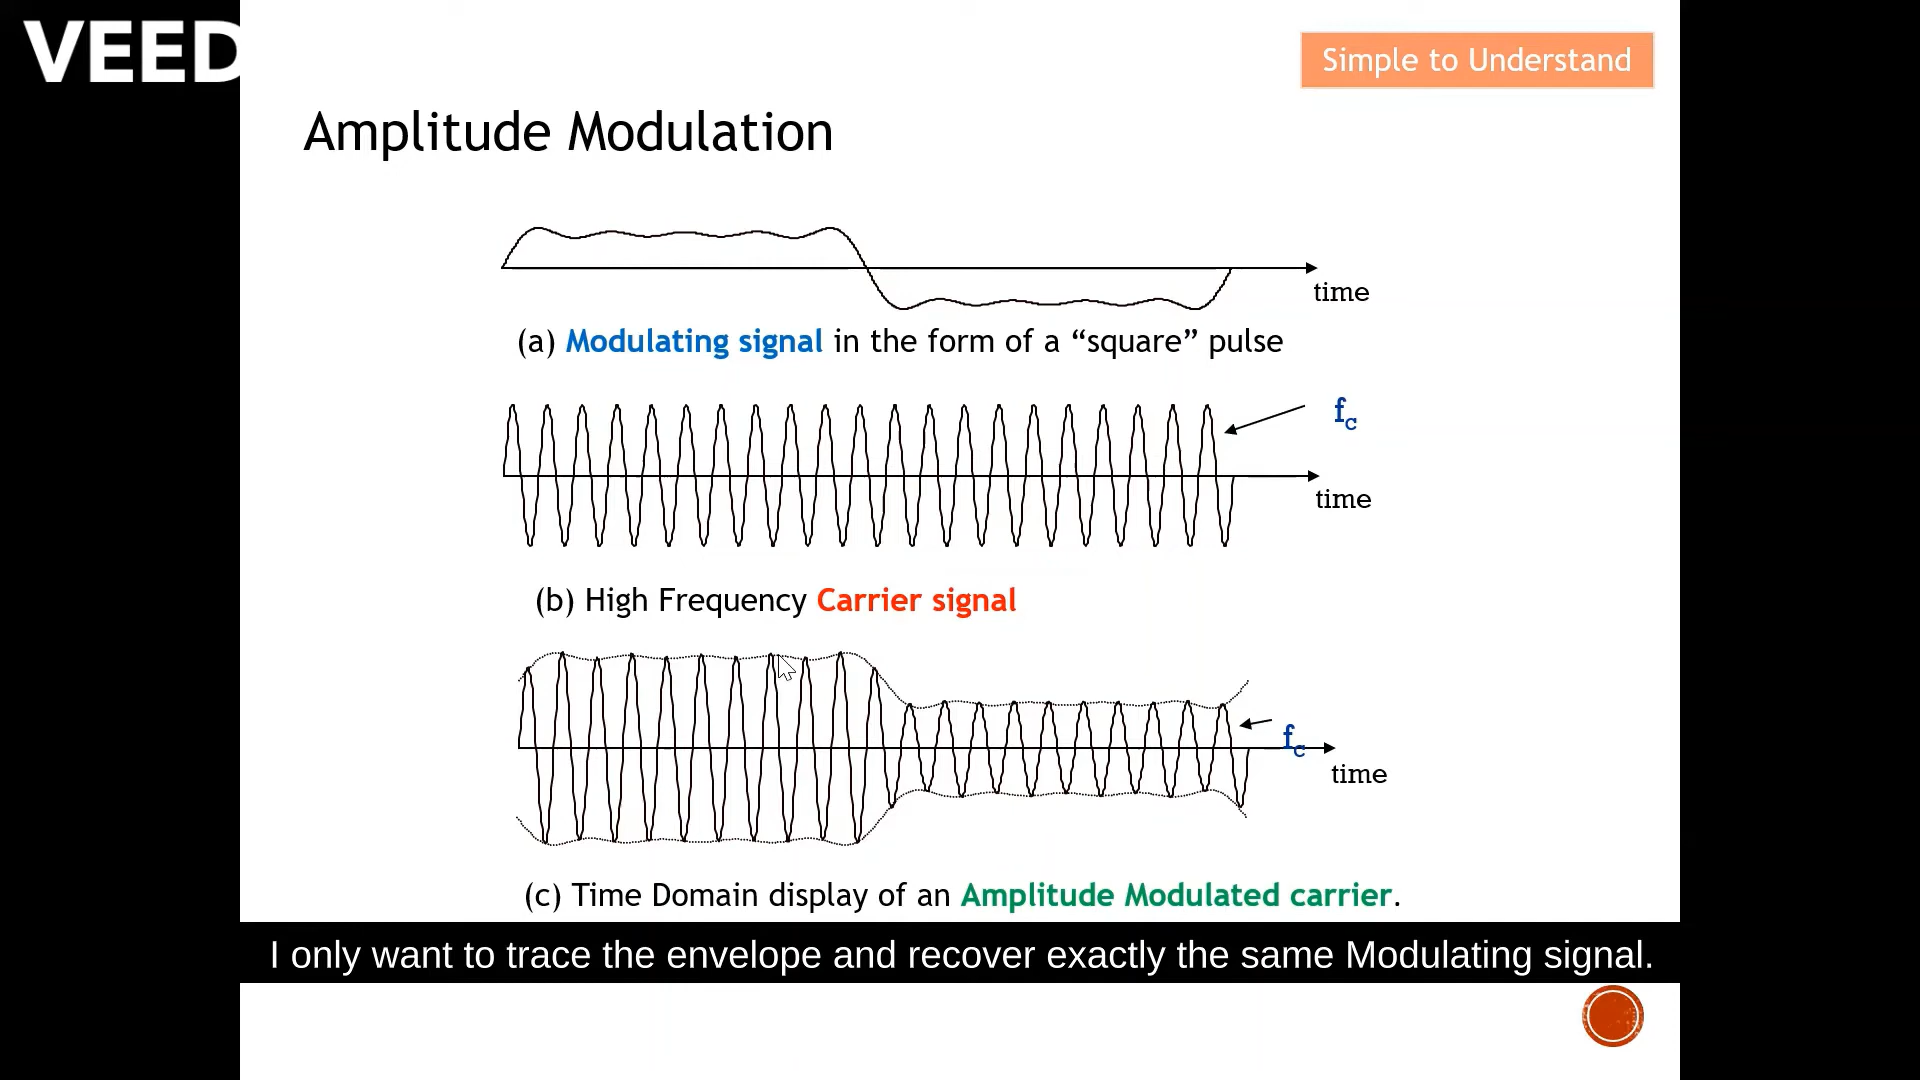 VEED
Simple to Understand
Amplitude Modulation
time
(a) Modulating signal in the form of a “square” pulse
fc
time
(b) High Frequency Carrier signal
fc
time
(c) Time Domain display of an Amplitude Modulated carrier.
I only want to trace the envelope and recover exactly the same Modulating signal.